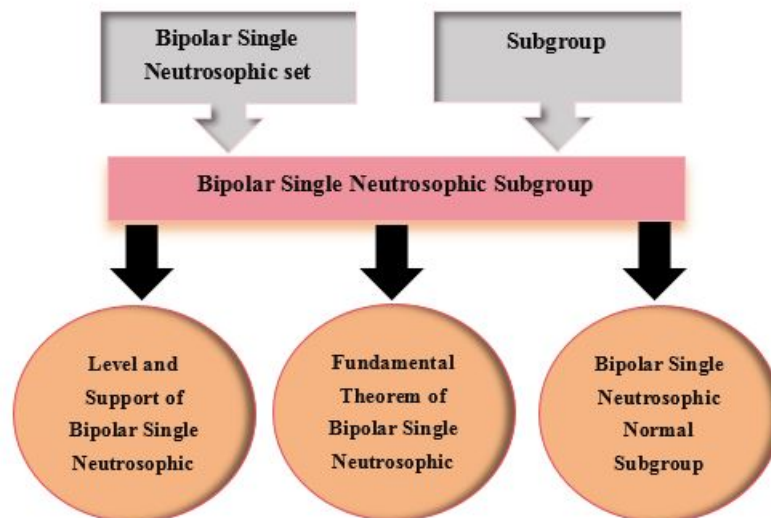 Bipolar Single
Neutrosophic set
Subgroup
Bipolar Single Neutrosophic Subgroup
Level and
Support of
Bipolar Single
Neutrosophic
Fundamental
Theorem of
Bipolar Single
Neutrosophic
Bipolar Single
Neutrosophic
Normal
Subgroup